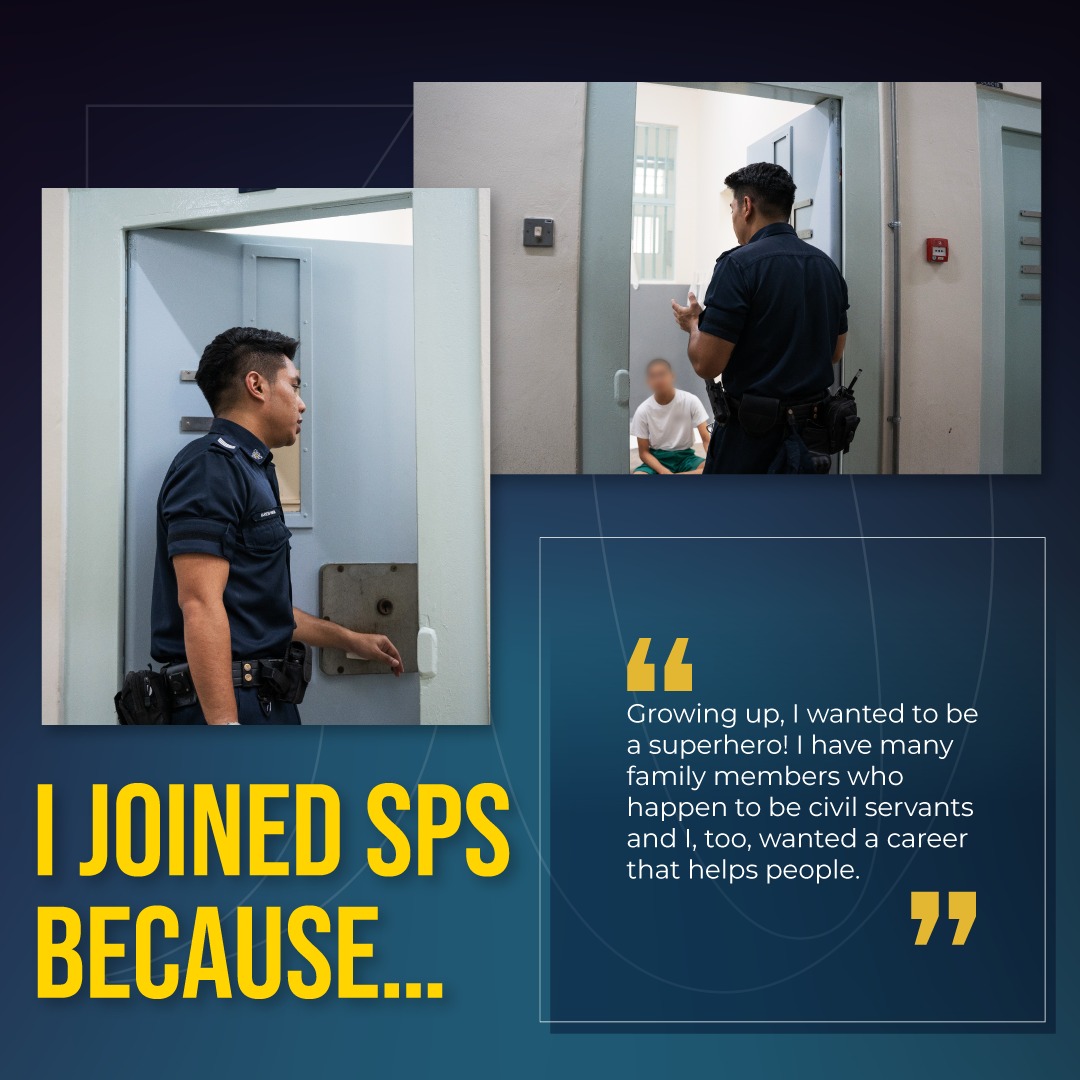 I JOINED SPS
BECAUSE...
Growing up, I wanted to be
a superhero! I have many
family members who
happen to be civil servants
and I, too, wanted a career
that helps people.